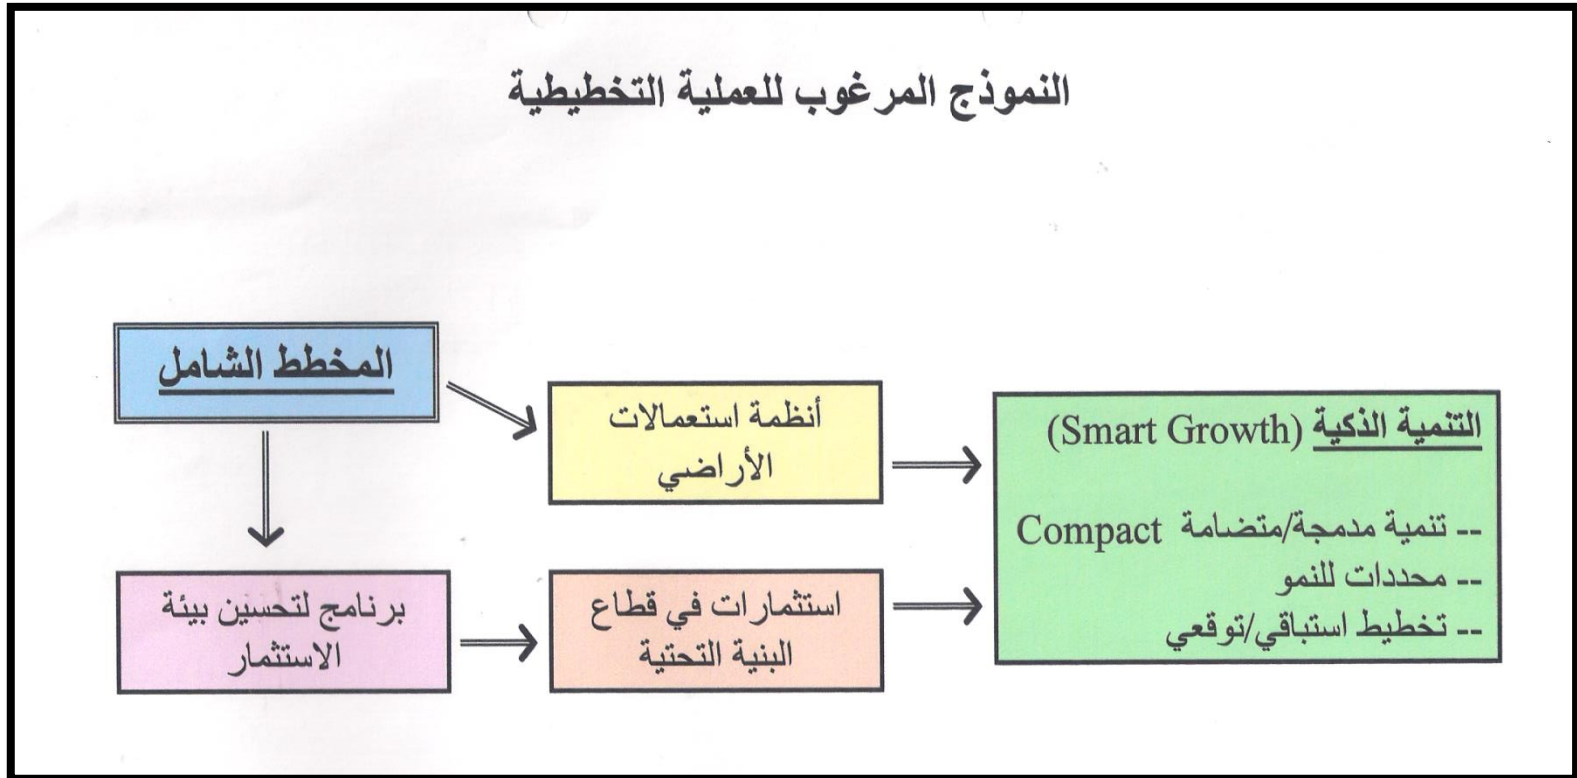 النموذج المرغوب للعملية التخطيطية
المخطط الشامل
أنظمة استعمالات
الأراضي
التنمية الذكية (Smart Growth)
-- تنمية مدمجة/متضامة Compact
-- محددات للنمو
-- تخطيط استباقي/توقعي
برنامج لتحسين بيئة
الاستثمار
استثمارات في قطاع
البنية التحتية